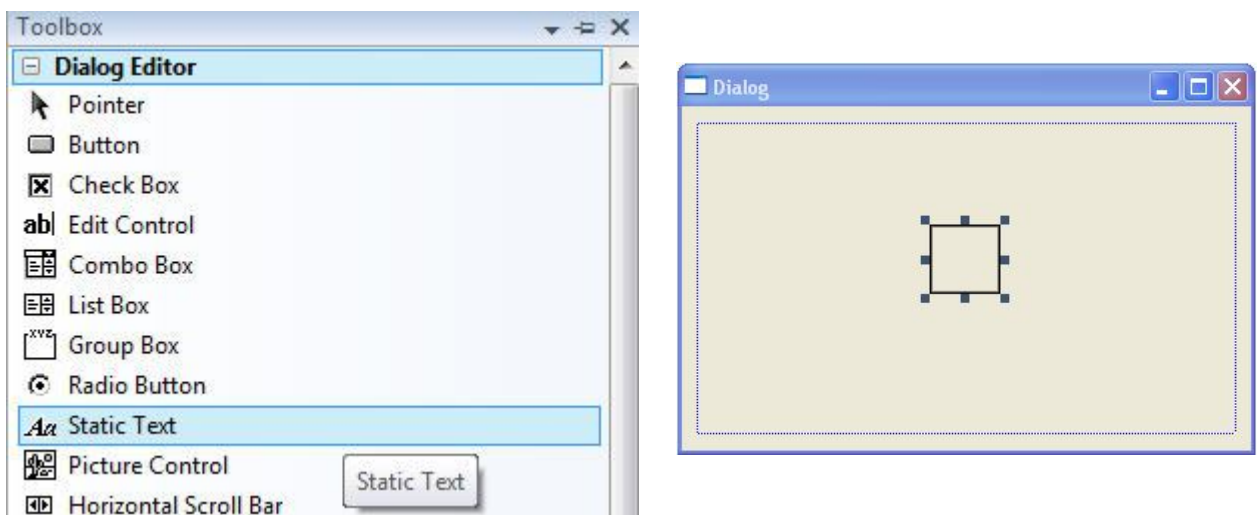 Toolbox
Dialog Editor
Pointer
Button
Check Box
ab Edit Control
Combo Box
List Box
XYZ Group Box
Radio Button
Aa Static Text
Picture Control
Static Text
Horizontal Scroll Bar
Dialog